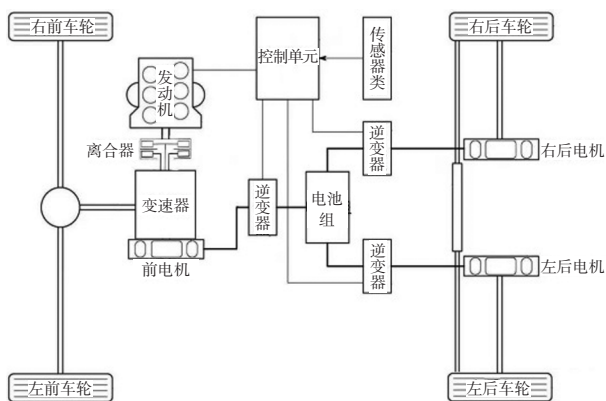 右前车轮
右后车轮
控制单元
传感器类
发动机
离合器
逆变器
右后电机
变速器
逆变器
电池组
逆变器
前电机
左后电机
左前车轮
左后车轮